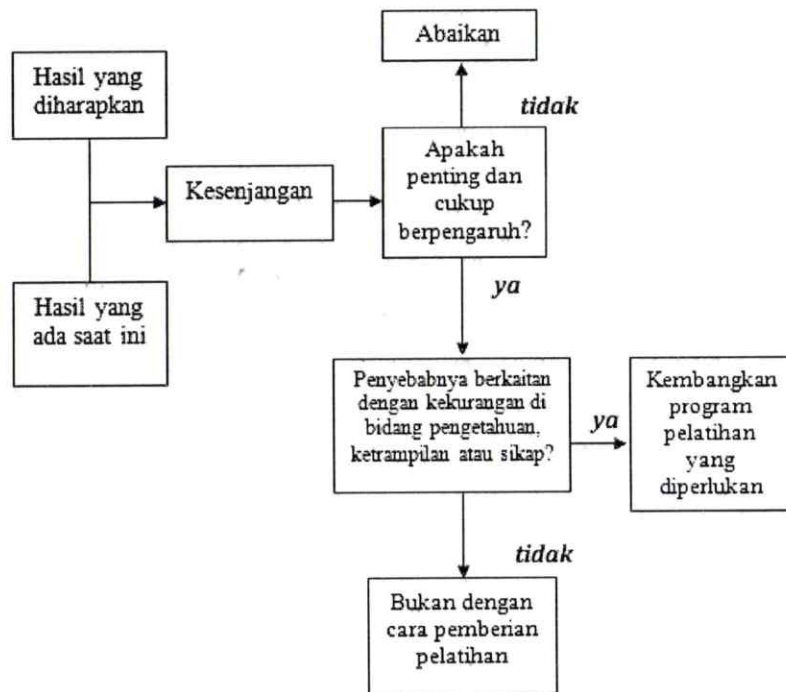 Abaikan
Hasil yang
diharapkan
tidak
Apakah
penting dan
cukup
berpengaruh?
Kesenjangan
Hasil yang
ada saat ini
ya
Penyebabnya berkaitan
dengan kekurangan di
bidang pengetahuan,
ketrampilan atau sikap?
ya
Kembangkan
program
pelatihan
yang
diperlukan
tidak
Bukan dengan
cara pemberian
pelatihan